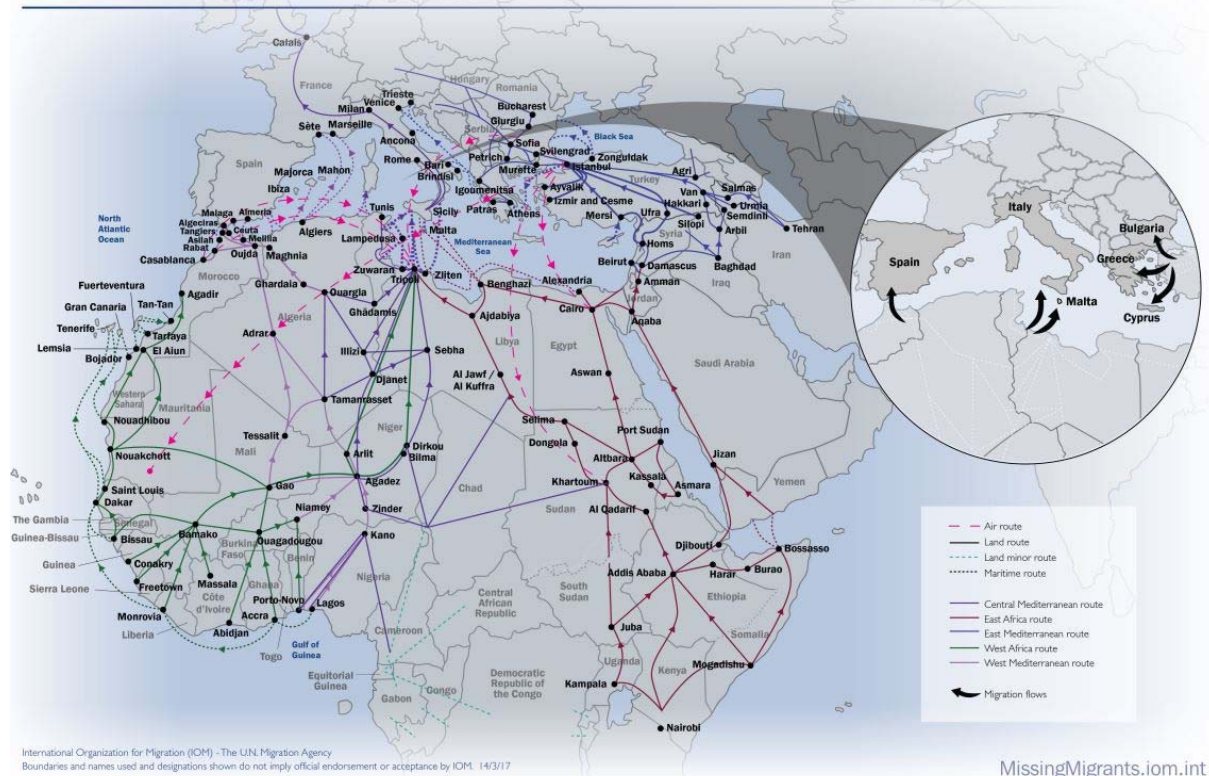 Calais
France
Hungary
Romania
Trieste
Venice
Milan
Bucharest
Giurgiu
Serbia
Black Sea
Sète
Marseille
Ancona
Sofia
Svilengrad
Zonguldak
Spain
Rome
Bari
Brindisi
Petrich
Murefte
Istanbul
Agri
Majorca
Mahon
Igoumenitsa
Ayvalik
Turkey
Van
Salmas
Ibiza
Izmir and Cesme
Hakkari
Urmia
Semdinli
Malaga
Almeria
Tunis
Sicily
Patras
Athens
Mersi
Ufra
Silopi
Algeciras
Tangiers
Ceuta
North
Atlantic
Ocean
Algiers
Malta
Syria
Arbil
Tehran
Asilah
Melilla
Lampedusa
Mediterranean
Sea
Homs
Rabat
Oujda
Maghnia
Iran
Casablanca
Zuwaran
Tripoli
Zliten
Beirut
Damascus
Baghdad
Morocco
Ghardaia
Ouargla
Benghazi
Alexandria
Amman
Iraq
Fuerteventura
Agadir
Jordan
Gran Canaria
Tan-Tan
Ghâdamis
Cairo
Aqaba
Algeria
Ajdabiya
Tenerife
Tarfaya
Adrar
Libya
Egypt
Lemsia
El Aiun
Illizi
Sebha
Saudi Arabia
Bojador
Djanet
Al Jawf /
Al Kuffra
Aswan
Western
Sahara
Mauritania
Tamanrasset
Nouadhibou
Niger
Selima
Port Sudan
Tessalit
Dongola
Nouakchott
Mali
Arlit
Dirkou
Bilma
Altbara
Jizan
Chad
Khartoum
Kassala
Asmara
Yemen
Saint Louis
Dakar
Gao
Agadez
Sudan
The Gambia
Senegal
Niamey
Zinder
Al Qadarif
Guinea-Bissau
Bissau
Bamako
Burkina
Faso
Ouagadougou
Kano
Djibouti
Bossasso
Benin
Guinea
Conakry
Addis Ababa
Harar
Burao
Sierra Leone
Freetown
Massala
Côte
d'Ivoire
Ghana
Nigeria
South
Sudan
Ethiopia
Monrovia
Porto-Novo
Lagos
Central
African
Republic
Accra
Liberia
Abidjan
Cameroon
Juba
Somalia
Togo
Gulf of
Guinea
Uganda
Kenya
Mogadishu
Equitorial
Guinea
Democratic
Republic of
the Congo
Kampala
Gabon
Congo
Nairobi
Italy
Bulgaria
Spain
Greece
Malta
Cyprus
Air route
Land route
Land minor route
Maritime route
Central Mediterranean route
East Africa route
East Mediterranean route
West Africa route
West Mediterranean route
Migration flows
International Organization for Migration (IOM) - The U.N. Migration Agency
Boundaries and names used and designations shown do not imply official endorsement or acceptance by IOM. 14/3/17
MissingMigrants.iom.int